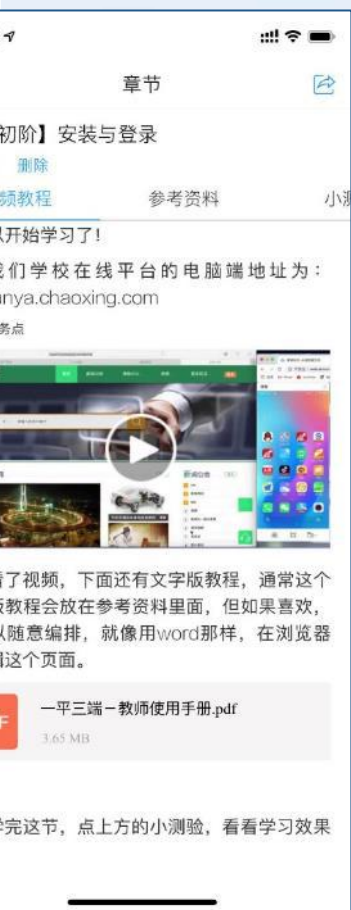 章节
初阶】安装与登录
删除
频教程 参考资料 小测
以开始学习了!
我们学校在线平台的电脑端地址为:
unya.chaoxing.com
务点
看了视频，下面还有文字版教程，通常这个
版教程会放在参考资料里面，但如果喜欢，
以随意编排，就像用word那样，在浏览器
辑这个页面。
一平三端－教师使用手册.pdf
3.65 MB
学完这节，点上方的小测验，看看学习效果